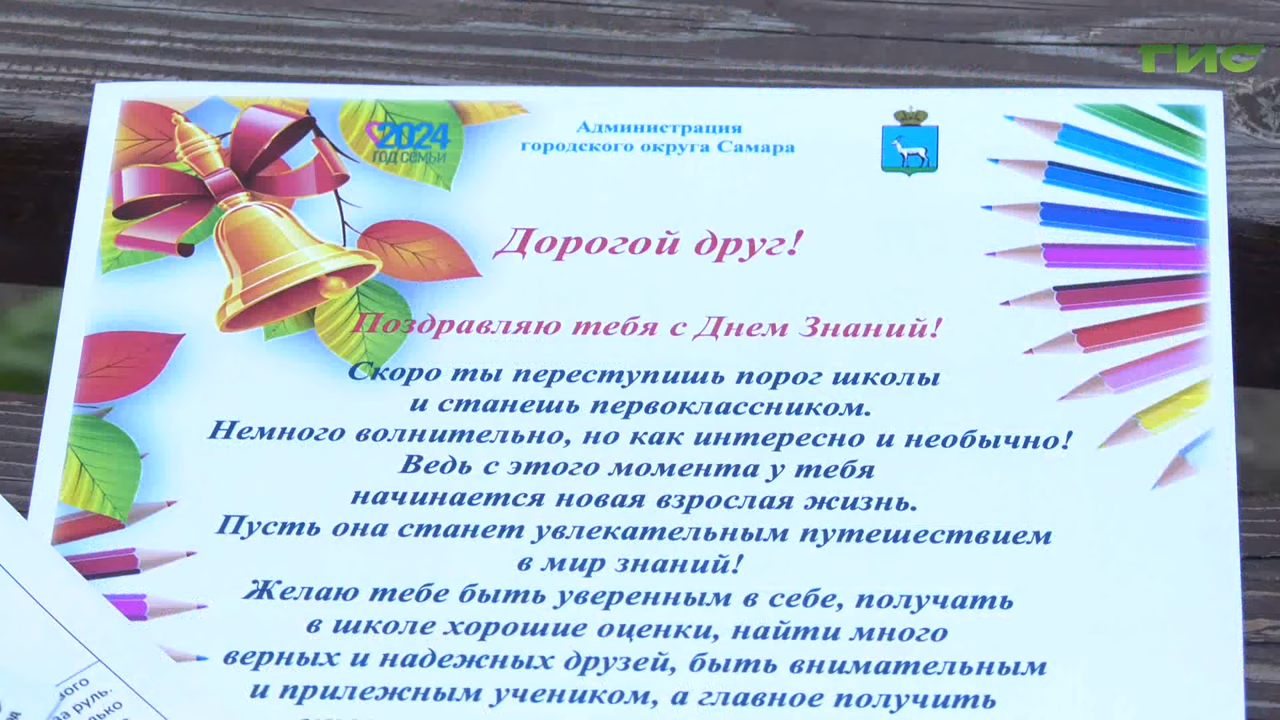 ГИС
2024
год семьи
Администрация
городского округа Самара
Дорогой друг!
Поздравляю тебя с Днем Знаний!
Скоро ты переступишь порог школы
и станешь первоклассником.
Немного волнительно, но как интересно и необычно!
Ведь с этого момента у тебя
начинается новая взрослая жизнь.
Пусть она станет увлекательным путешествием
в мир знаний!
Желаю тебе быть уверенным в себе, получать
в школе хорошие оценки, найти много
верных и надежных друзей, быть внимательным
и прилежным учеником, а главное получить
руль.